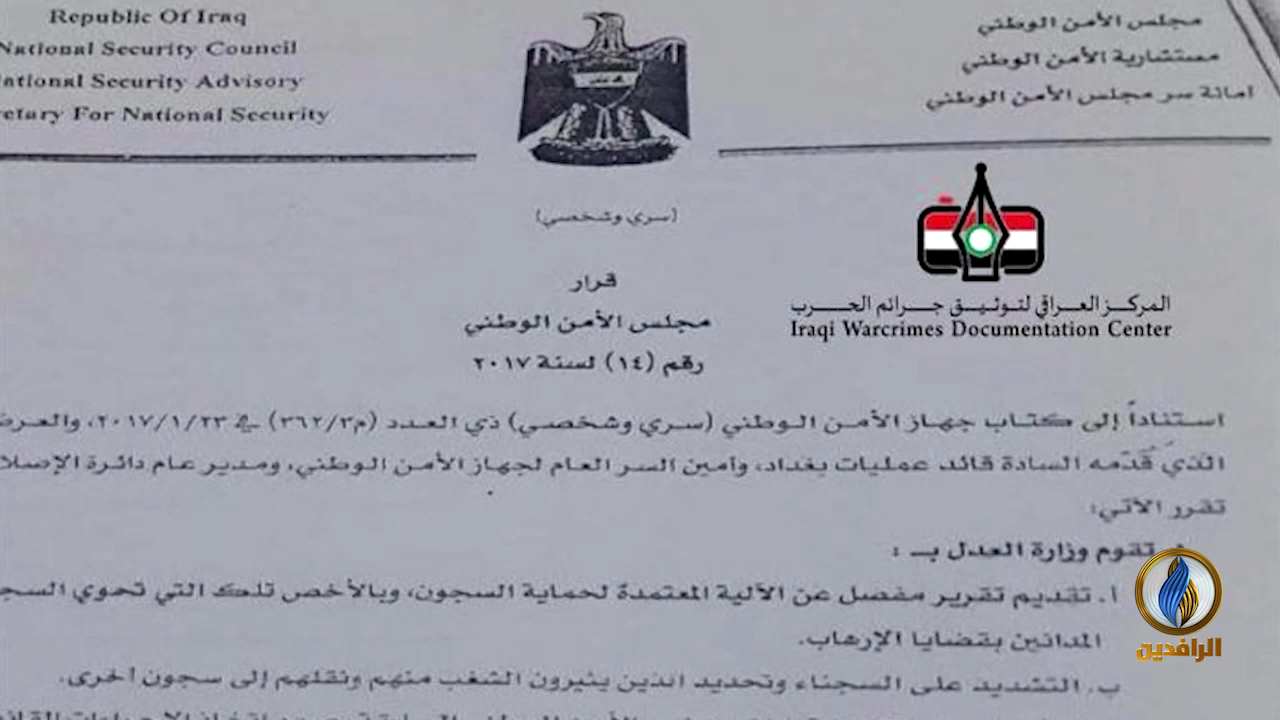 Republic Of Iraq
National Security Council
National Security Advisory
retary For National Security
مجلس الأمن الوطني
مستشارية الأمن الوطني
امانة سر مجلس الأمن الوطني
(سري وشخصي)
المركز العراقي لتوثيق جرائم الحرب
Iraqi Warcrimes Documentation Center
قرار
مجلس الأمن الوطني
رقم (١٤) لسنة ٢٠١٧
استناداً إلى كتاب جهاز الأمن الوطني (سري وشخصي) ذي العدد (م٣/٣٦٢) في ٢٠١٧/١/٢٣، والعرض
الذي قدّمه السادة قائد عمليات بغداد، وأمين السر العام لجهاز الأمن الوطني، ومدير عام دائرة الإصلا
تقرر الآتي:
تقوم وزارة العدل بـ :
أ. تقديم تقرير مفصل عن الآلية المعتمدة لحماية السجون، وبالأخص تلك التي تحوي السج
المدانين بقضايا الإرهاب.
ب. التشديد على السجناء وتحديد الذين يثيرون الشغب منهم ونقلهم إلى سجون أخرى.
الرافدين